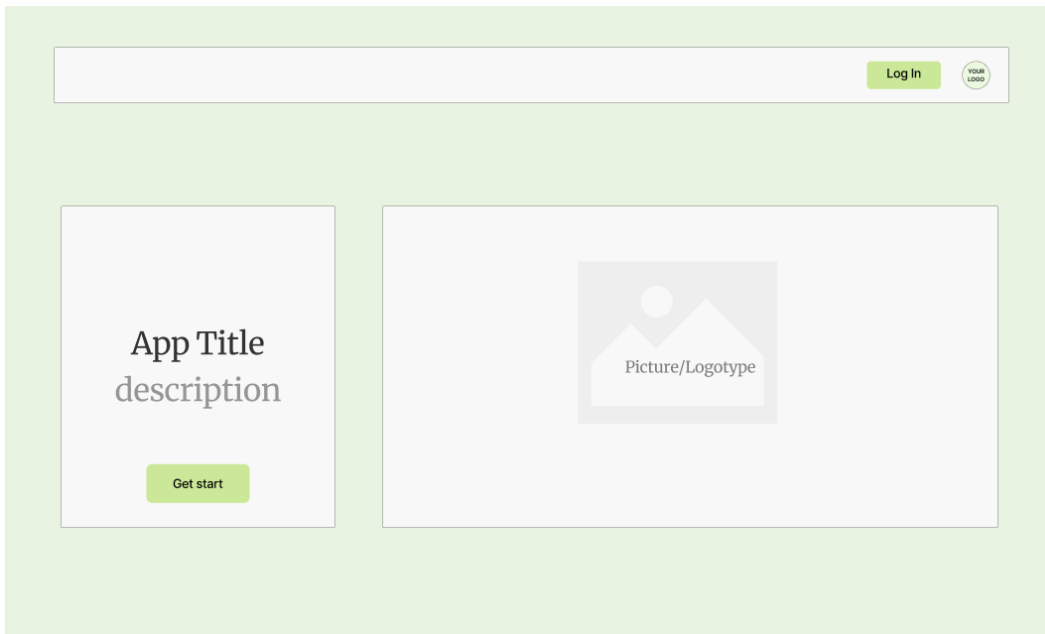 Log In
YOUR
LOGO
App Title
description
Get start
Picture/Logotype